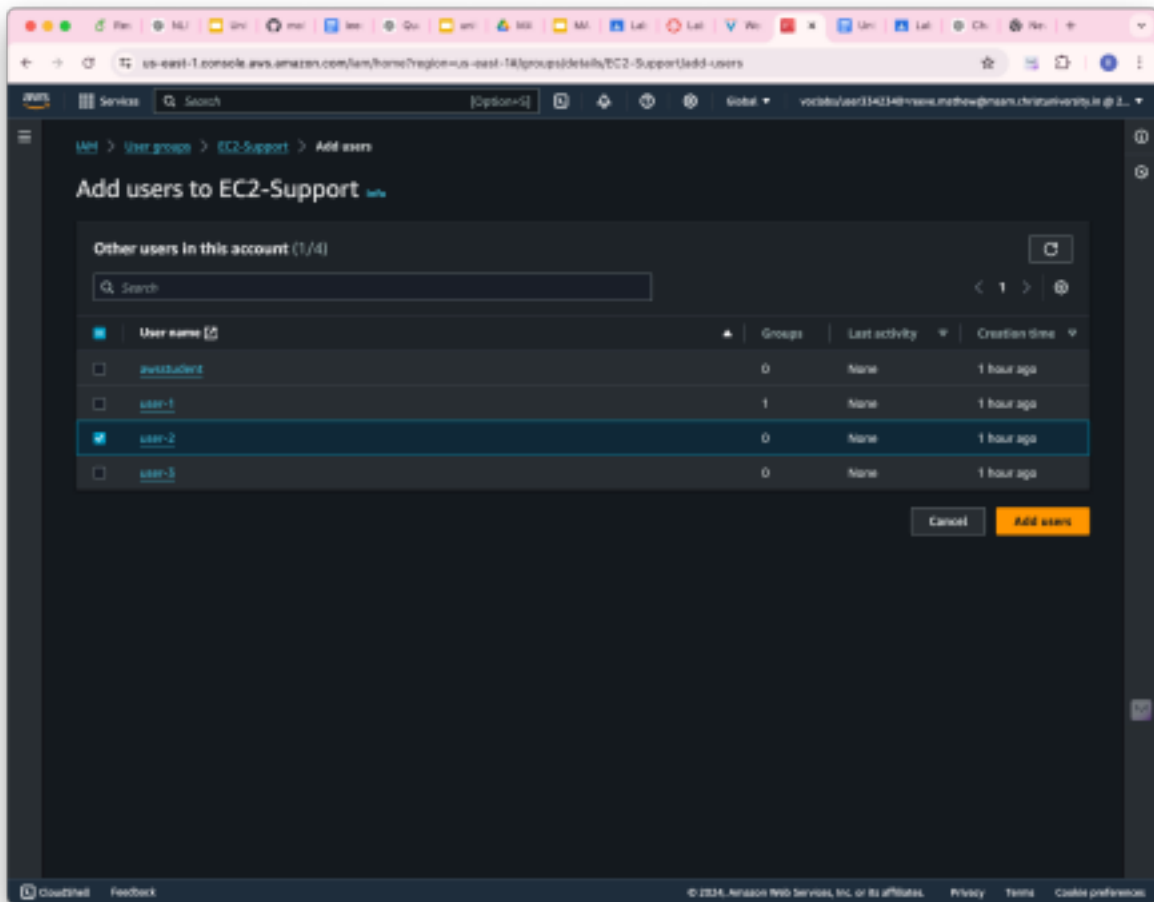 us-east-1.console.aws.amazon.com/iam/home?region=us-east-1#/groups/details/EC2-Support/add-users
aws Services Search [Option+S] Global ▾
IAM > User groups > EC2-Support > Add users
Add users to EC2-Support Info
Other users in this account (1/4)
Search
1
User name Groups Last activity Creation time
awsstudent 0 None 1 hour ago
user-1 1 None 1 hour ago
user-2 0 None 1 hour ago
user-3 0 None 1 hour ago
Cancel Add users
CloudShell Feedback © 2024, Amazon Web Services, Inc. or its affiliates. Privacy Terms Cookie preferences